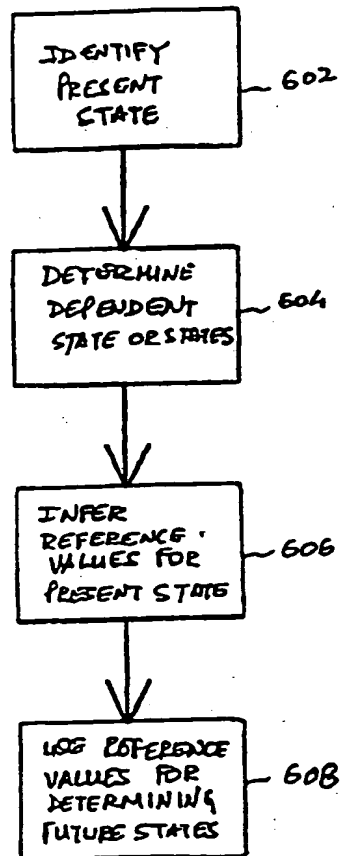 IDENTIFY
PRESENT
STATE
602
DETERMINE
DEPENDENT
STATE OR STATES
604
INFER
REFERENCE
VALUES FOR
PRESENT STATE
606
USE REFERENCE
VALUES FOR
DETERMINING
FUTURE STATES
608